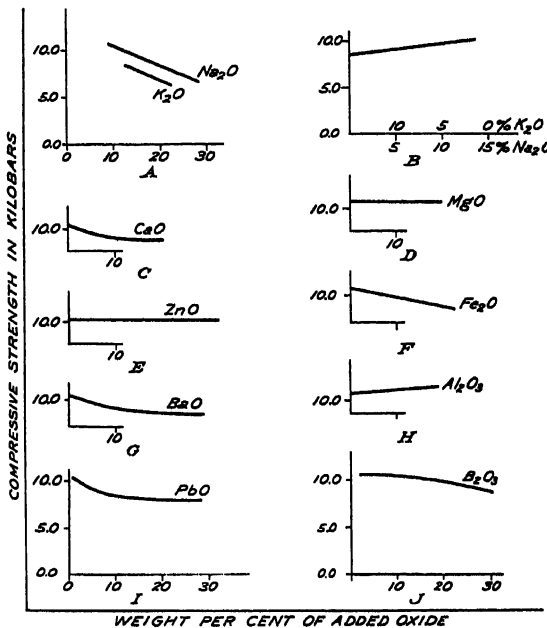 COMPRESSIVE STRENGTH IN KILOBARS
10.0
5.0
0.0
Na2O
K2O
0 10 20 30
A
10.0
5.0
0.0
10 5 0 % K2O
5 10 15 % Na2O
B
10.0
CaO
10
C
10.0
MgO
10
D
10.0
ZnO
10
E
10.0
Fe2O
10
F
10.0
BaO
10
G
10.0
Al2O3
10
H
10.0
5.0
0.0
PbO
0 10 20 30
I
10.0
5.0
0.0
B2O3
10 20 30
J
WEIGHT PER CENT OF ADDED OXIDE